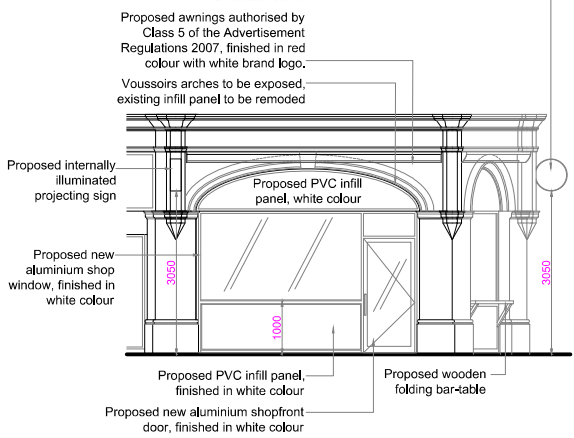 Proposed awnings authorised by
Class 5 of the Advertisement
Regulations 2007, finished in red
colour with white brand logo.
Voussoirs arches to be exposed,
existing infill panel to be remoded
Proposed internally
illuminated
projecting sign
Proposed PVC infill
panel, white colour
Proposed new
aluminium shop
window, finished in
white colour
3050
1000
3050
Proposed PVC infill panel,
finished in white colour
Proposed wooden
folding bar-table
Proposed new aluminium shopfront
door, finished in white colour